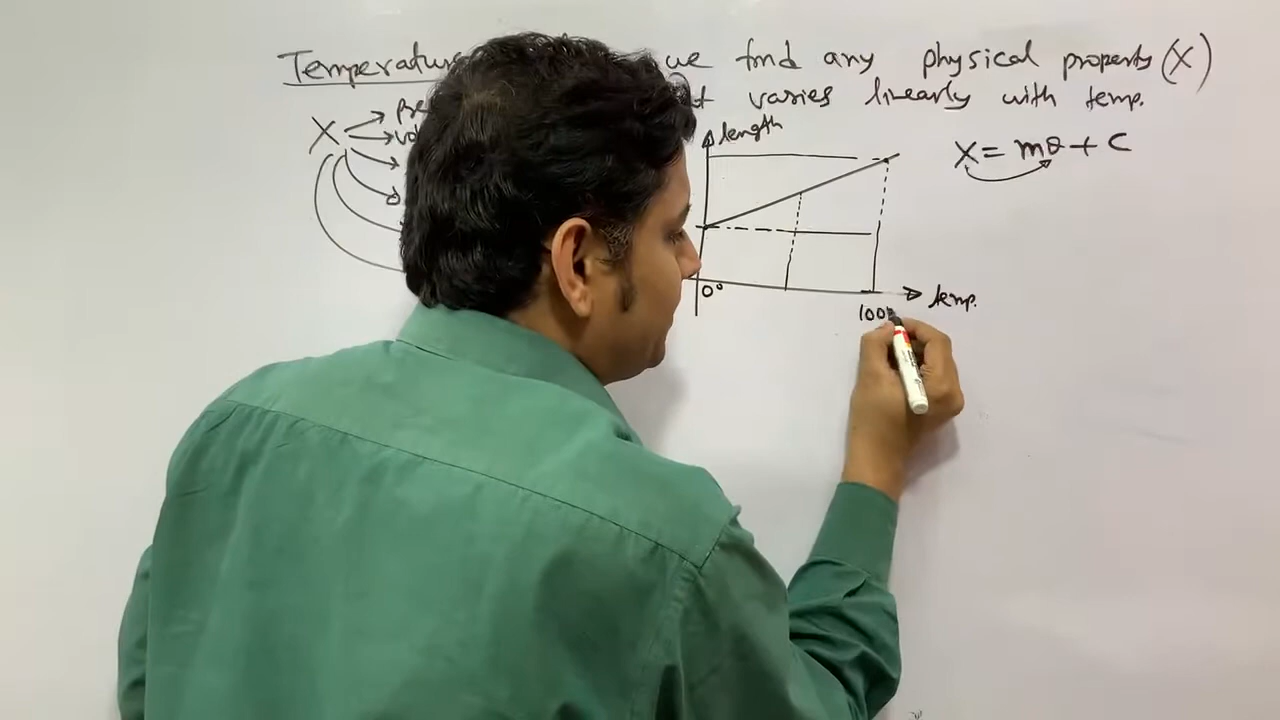 Temperature we find any physical property (X)
varies linearly with temp.
X
length
X = mθ + C
0°
temp.
100